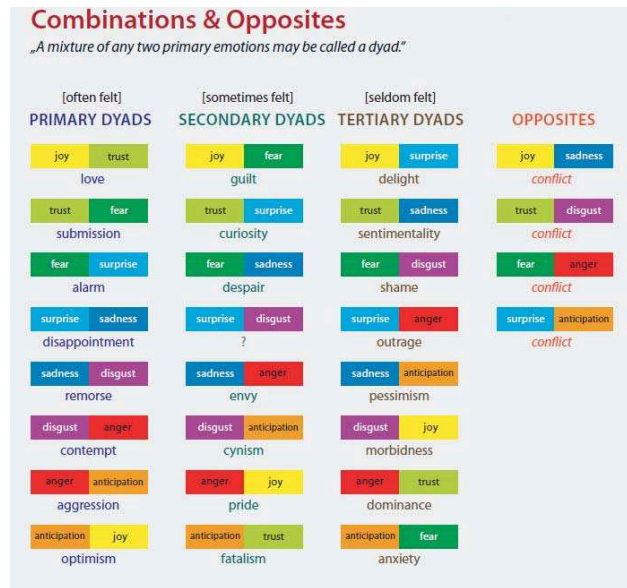 Combinations & Opposites
„A mixture of any two primary emotions may be called a dyad.“
[often felt] [sometimes felt] [seldom felt]
PRIMARY DYADS SECONDARY DYADS TERTIARY DYADS OPPOSITES
joy trust joy fear joy surprise joy sadness
love guilt delight conflict
trust fear trust surprise trust sadness trust disgust
submission curiosity sentimentality conflict
fear surprise fear sadness fear disgust fear anger
alarm despair shame conflict
surprise sadness surprise disgust surprise anger surprise anticipation
disappointment ? outrage conflict
sadness disgust sadness anger sadness anticipation
remorse envy pessimism
disgust anger disgust anticipation disgust joy
contempt cynism morbidness
anger anticipation anger joy anger trust
aggression pride dominance
anticipation joy anticipation trust anticipation fear
optimism fatalism anxiety